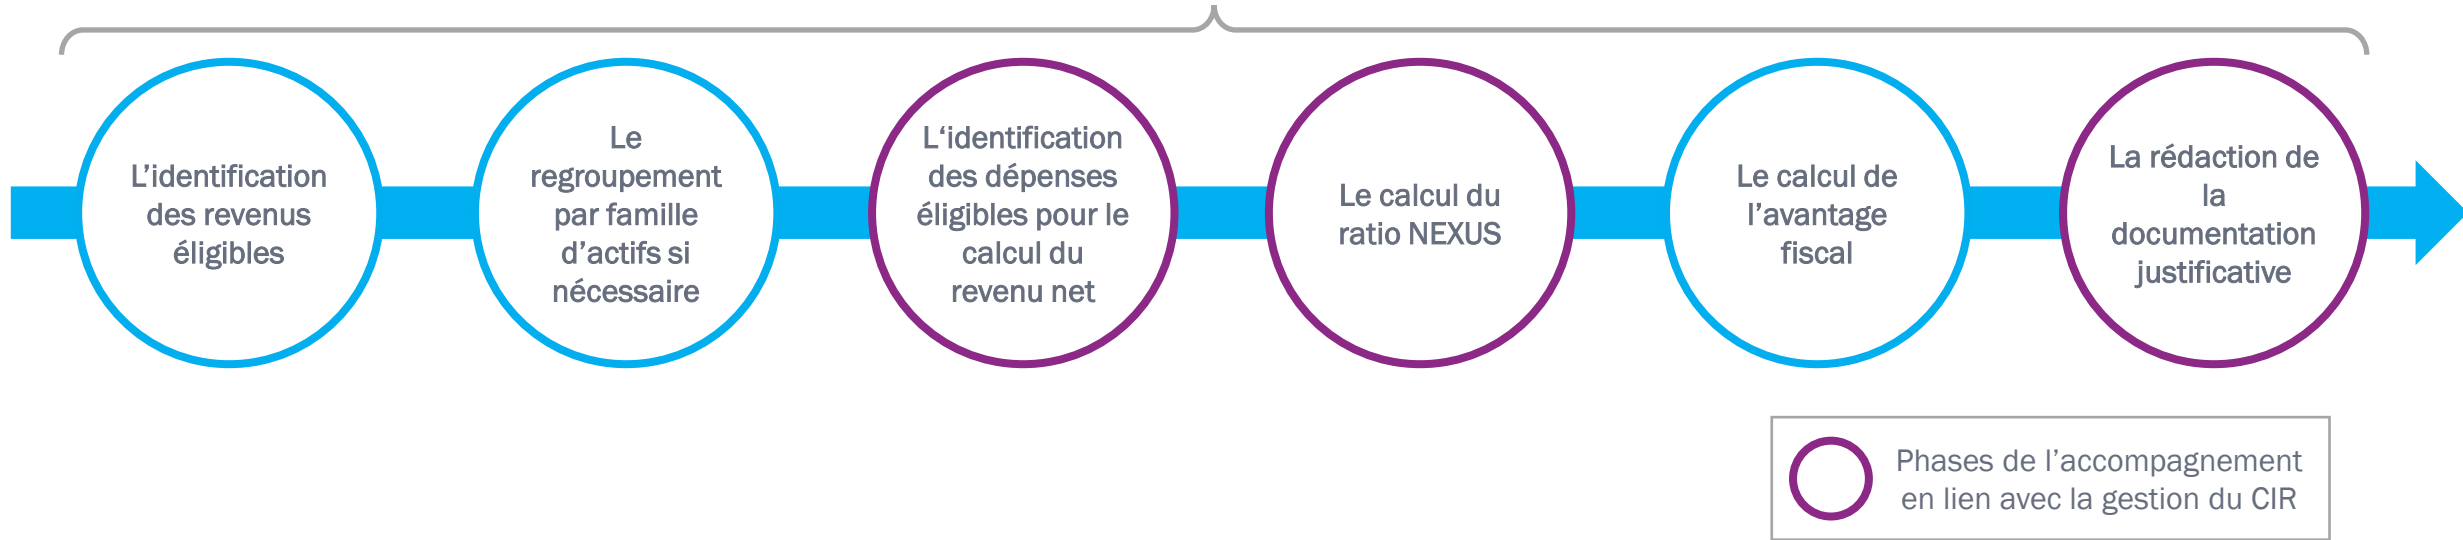 L’identification
des revenus
éligibles
Le
regroupement
par famille
d’actifs si
nécessaire
L‘identification
des dépenses
éligibles pour le
calcul du
revenu net
Le calcul du
ratio NEXUS
Le calcul de
l’avantage
fiscal
La rédaction de
la
documentation
justificative
Phases de l’accompagnement
en lien avec la gestion du CIR